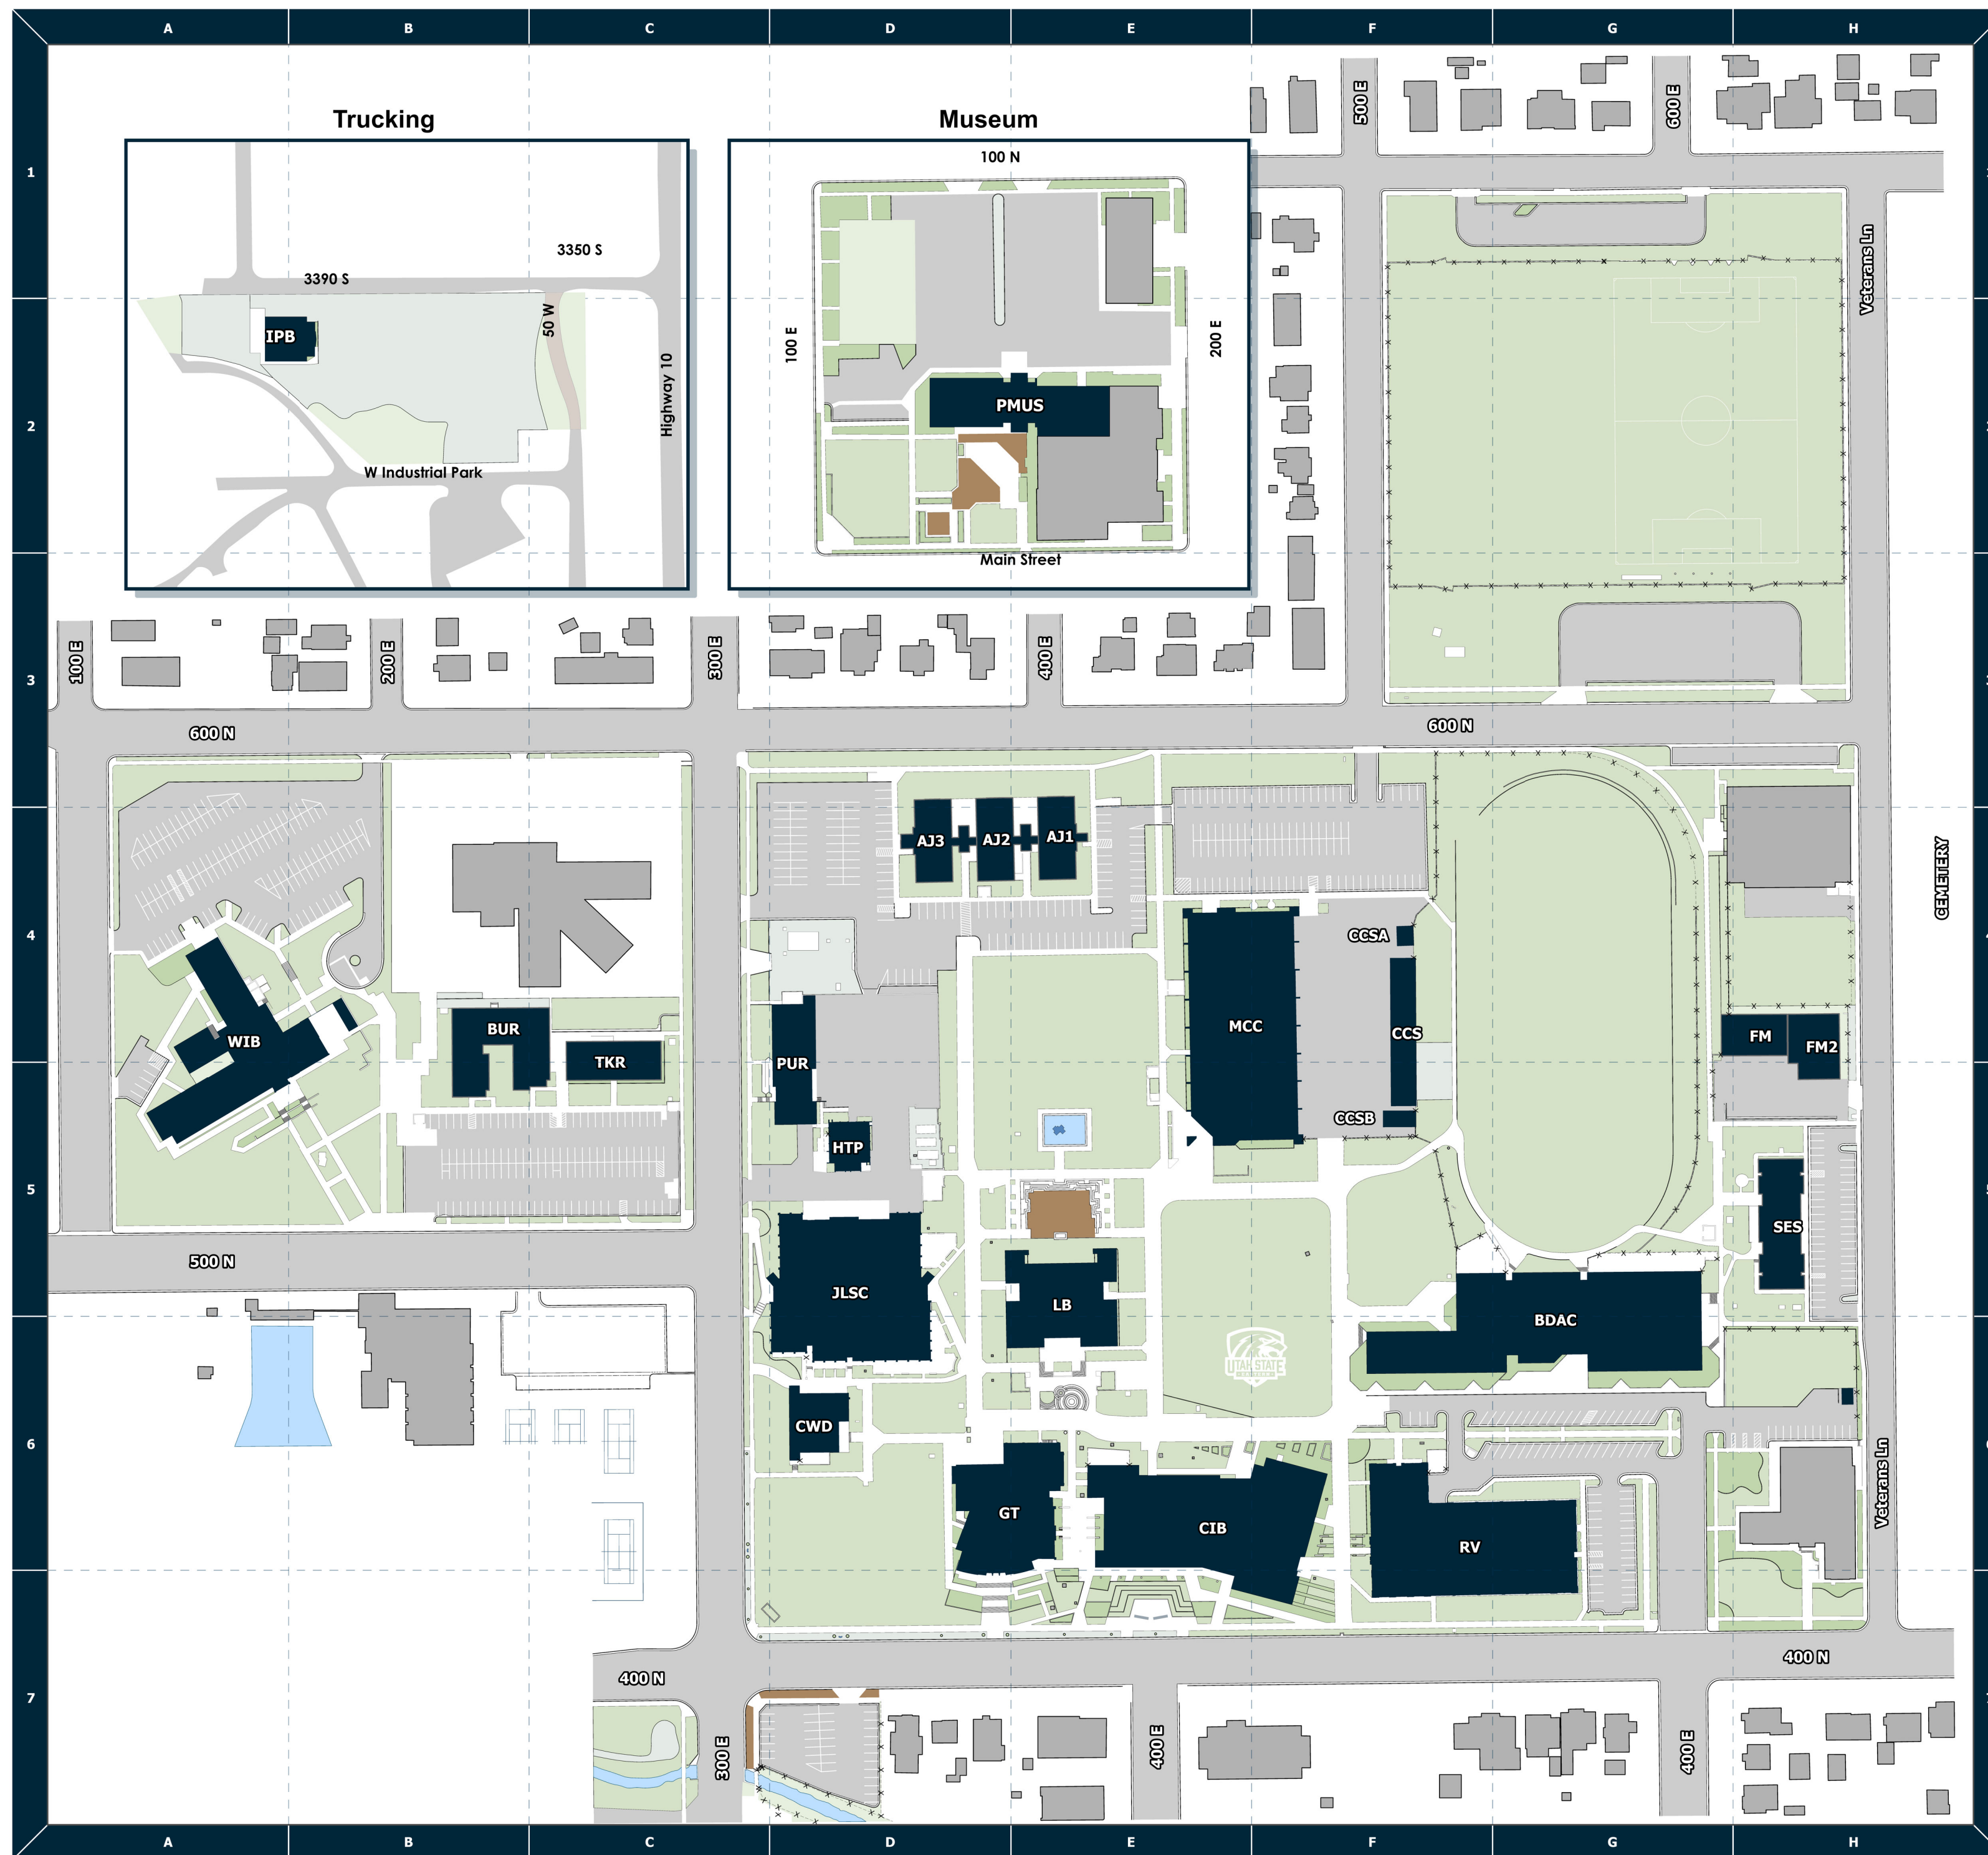 A B C D E F G H
500 E
600 E
Trucking
Museum
100 N
1
Veterans Ln
3350 S
3390 S
50 W
IPB
100 E
200 E
Highway 10
PMUS
2
W Industrial Park
Main Street
100 E
200 E
300 E
400 E
3
600 N
600 N
AJ3
AJ2
AJ1
CEMETERY
4
CCSA
MCC
BUR
CCS
FM
FM2
WIB
TKR
PUR
CCSB
HTP
5
SES
500 N
JLSC
LB
BDAC
UTAH STATE
EASTERN
CWD
6
Veterans Ln
GT
CIB
RV
400 N
400 N
7
300 E
400 E
400 E
A B C D E F G H